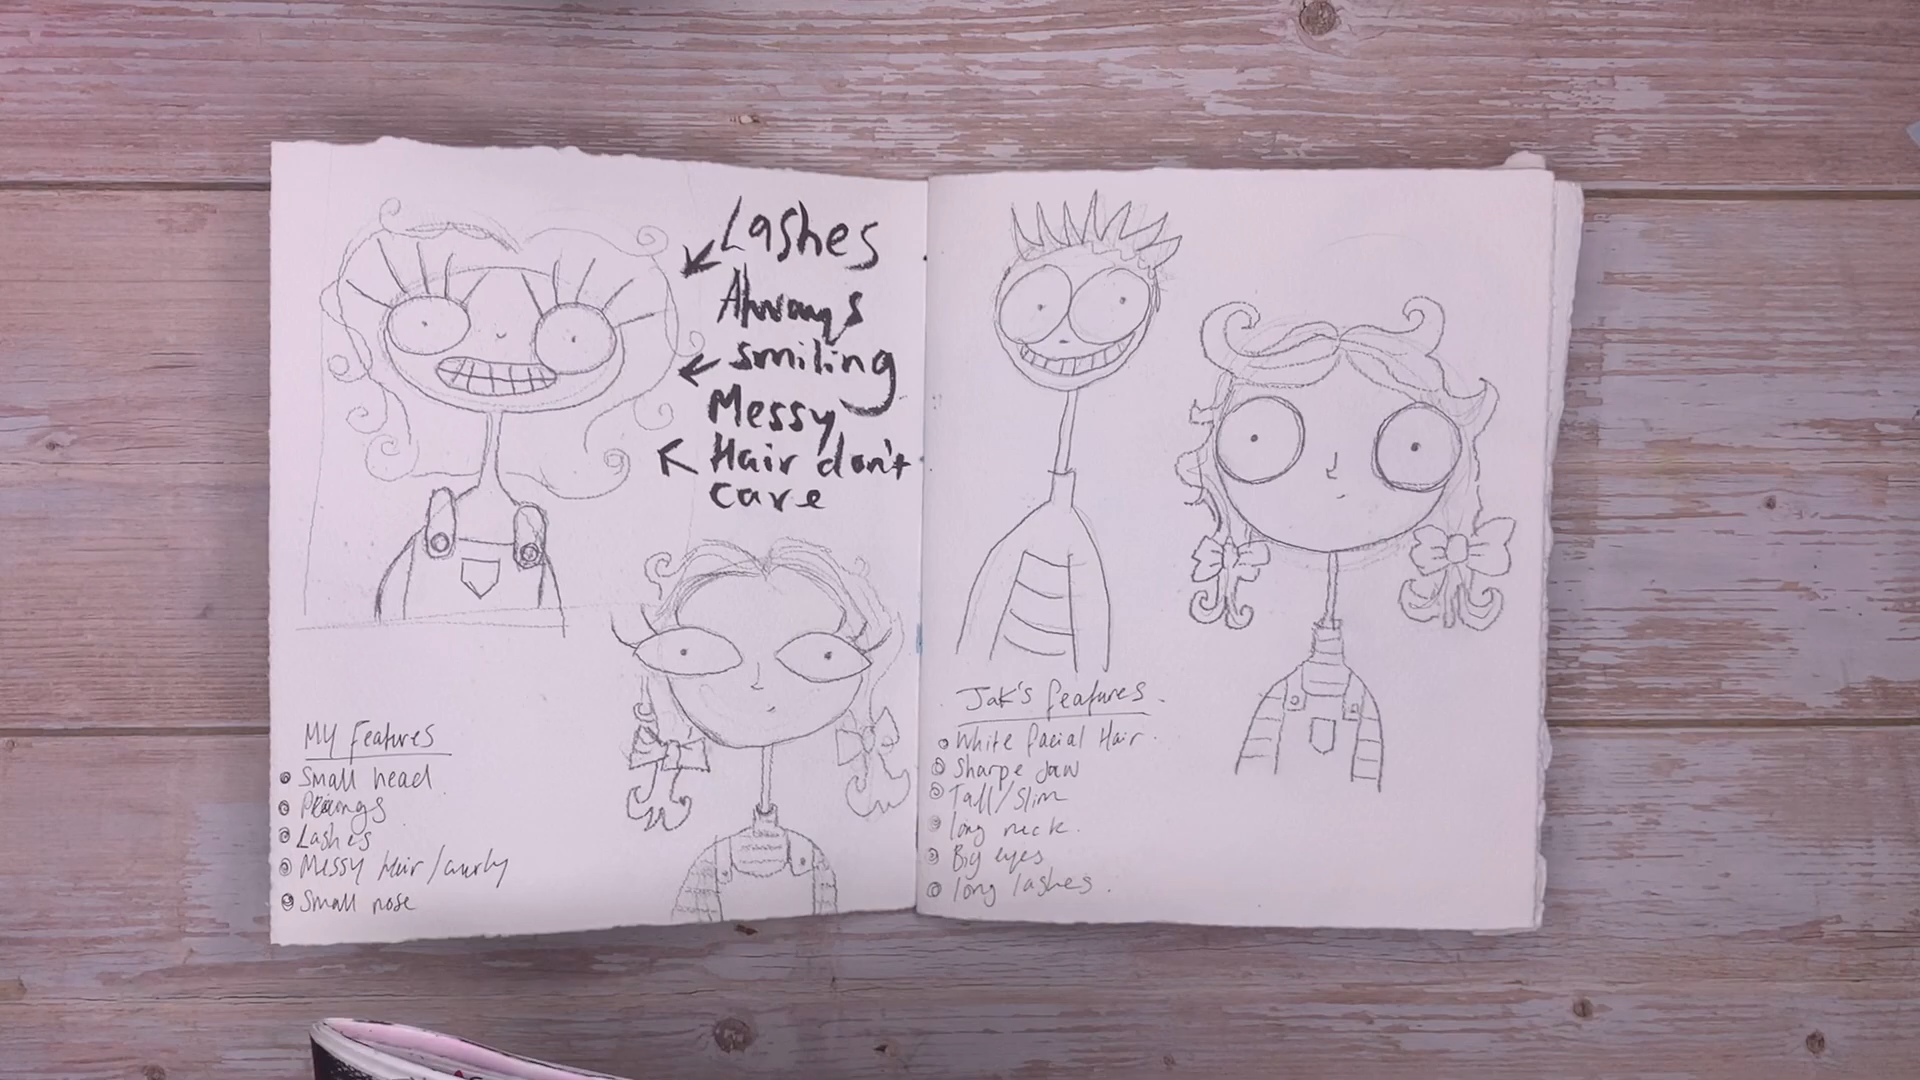 Lashes
Always
smiling
Messy
Hair don't
care
My features
Small head
Lashes
Messy hair/curly
Small nose
Jak's features.
White facial Hair.
Sharpe Jaw
Tall/Slim
long neck.
Big eyes
long lashes.